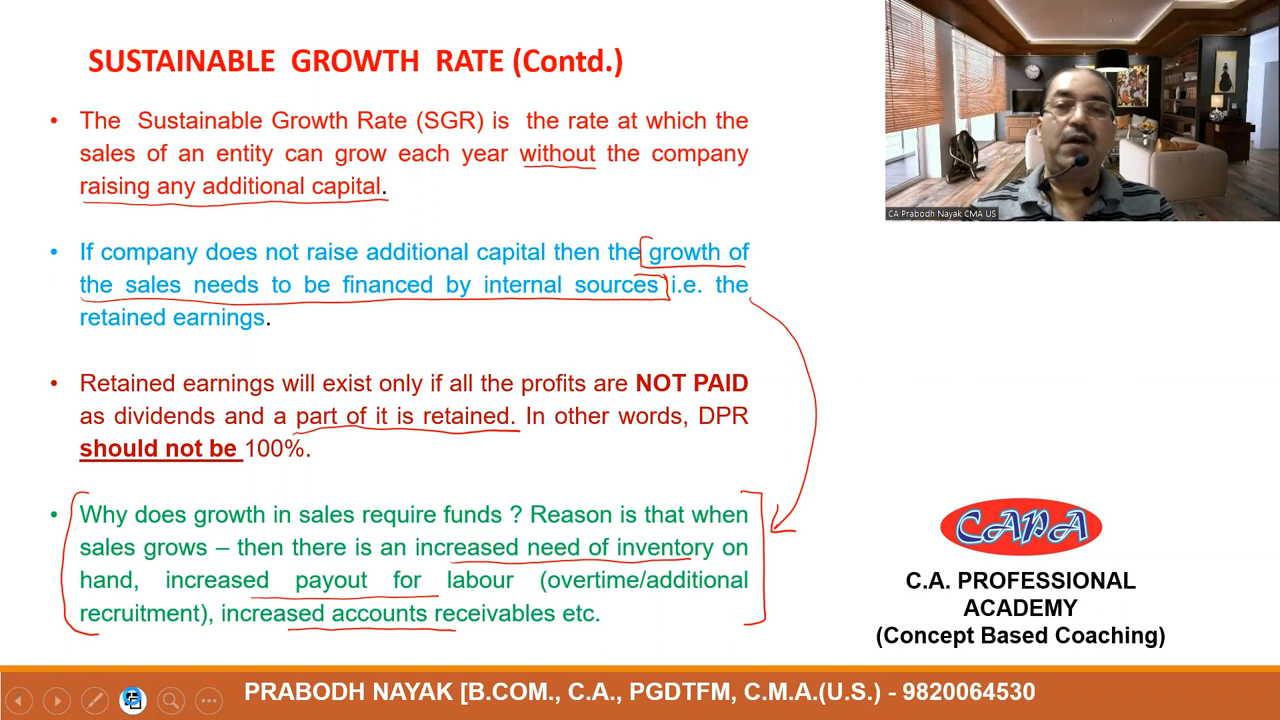 SUSTAINABLE GROWTH RATE (Contd.)
• The Sustainable Growth Rate (SGR) is the rate at which the
sales of an entity can grow each year without the company
raising any additional capital.
• If company does not raise additional capital then the growth of
the sales needs to be financed by internal sources i.e. the
retained earnings.
• Retained earnings will exist only if all the profits are NOT PAID
as dividends and a part of it is retained. In other words, DPR
should not be 100%.
• Why does growth in sales require funds ? Reason is that when
sales grows – then there is an increased need of inventory on
hand, increased payout for labour (overtime/additional
recruitment), increased accounts receivables etc.
CA Prabodh Nayak CMA US
CAPA
C.A. PROFESSIONAL
ACADEMY
(Concept Based Coaching)
PRABODH NAYAK [B.COM., C.A., PGDTFM, C.M.A.(U.S.) - 9820064530